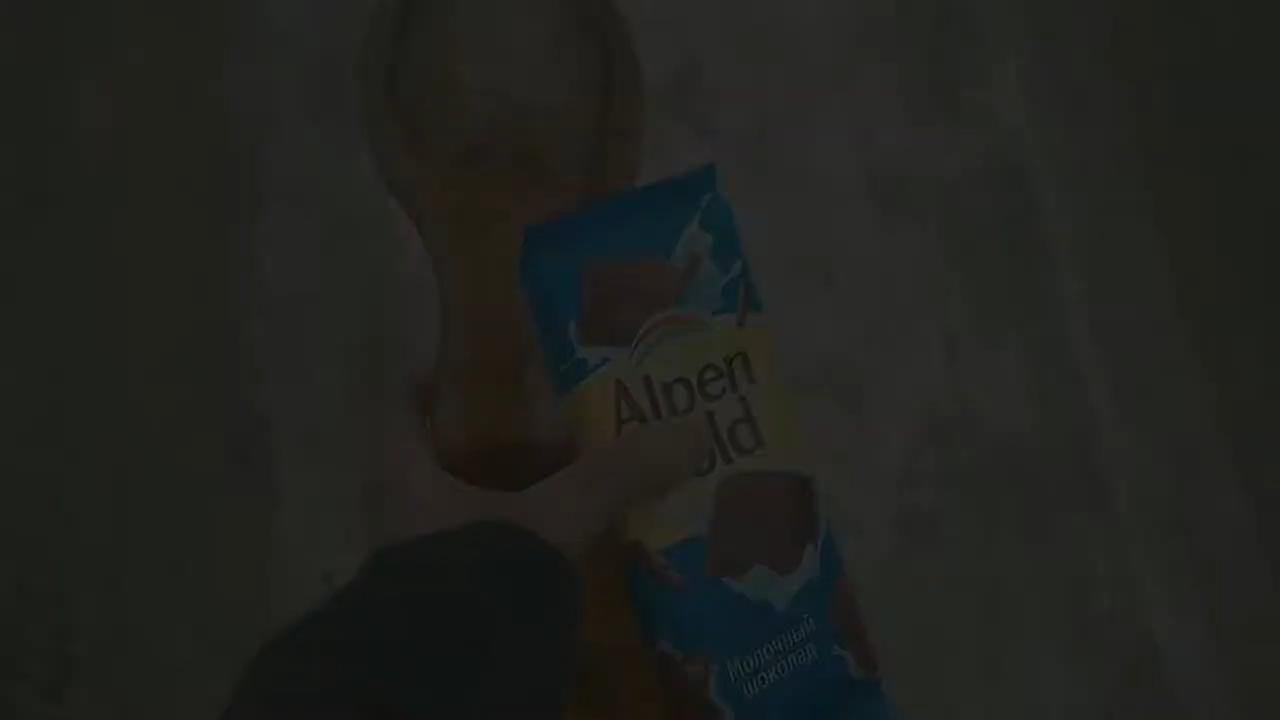 Alpen
old
Молочный
шоколад